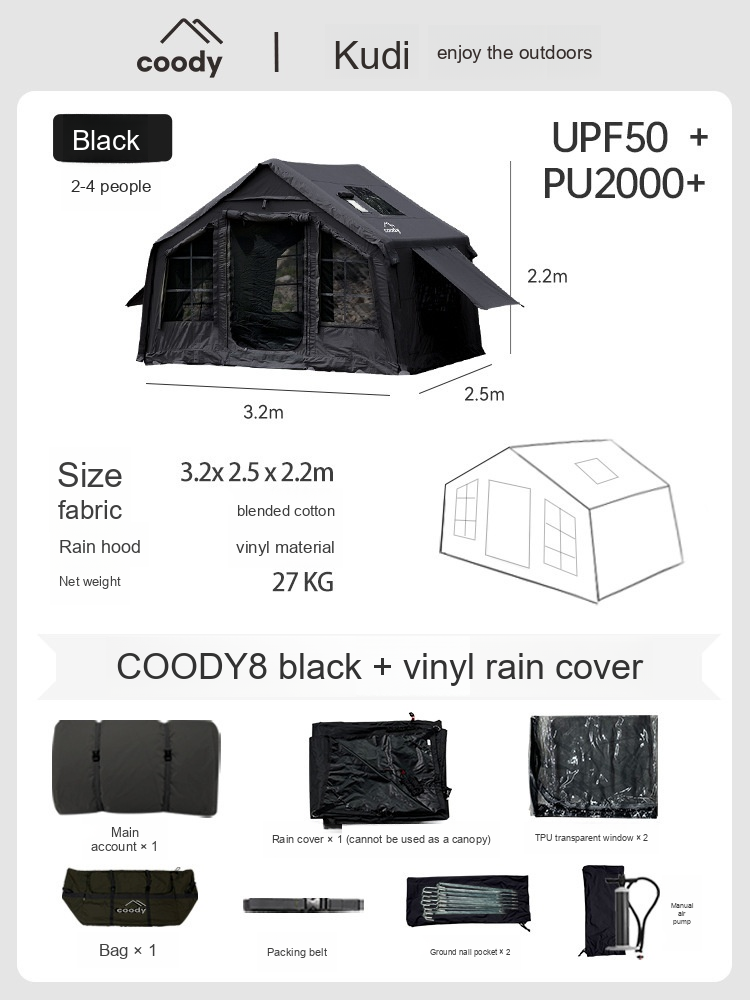 coody
Kudi
enjoy the outdoors
Black
2-4 people
UPF50 +
PU2000+
coody
2.2m
2.5m
3.2m
Size 3.2x 2.5 x 2.2m
fabric blended cotton
Rain hood vinyl material
Net weight 27 KG
COODY8 black + vinyl rain cover
Main
account × 1
Rain cover × 1 (cannot be used as a canopy)
TPU transparent window × 2
coody
Bag × 1
Packing belt
Ground nail pocket × 2
Manual
air
pump